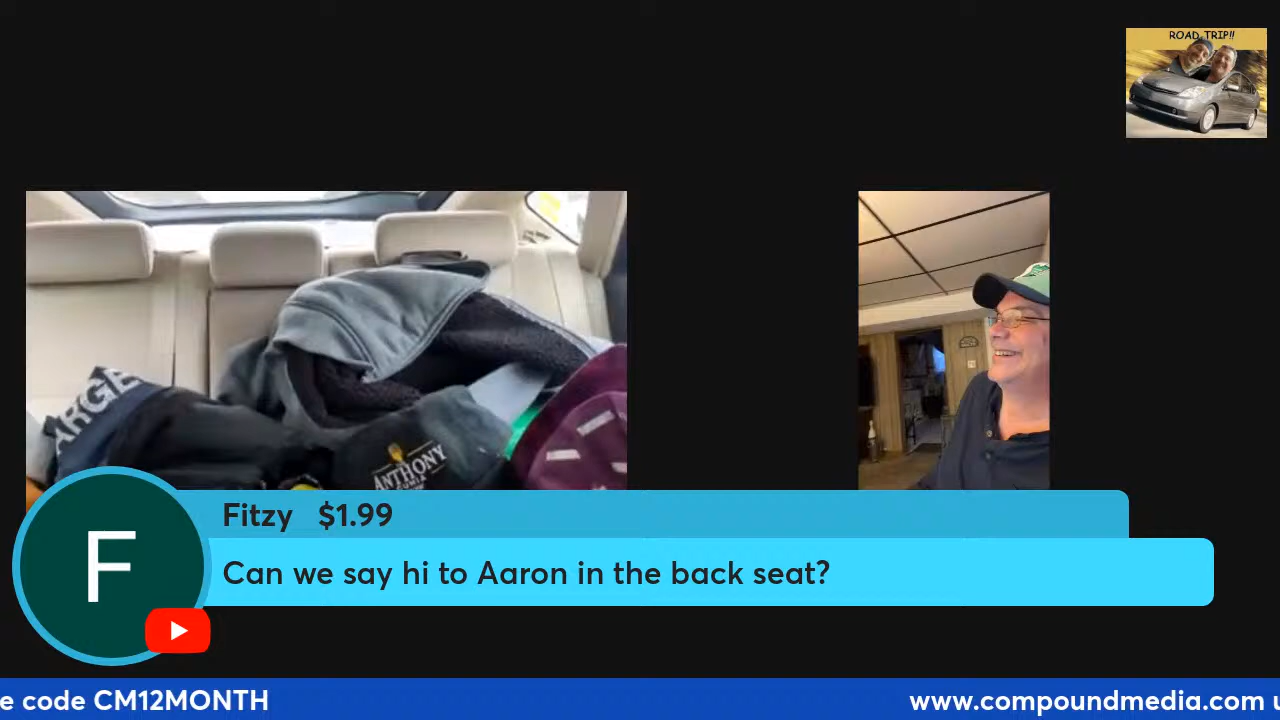 ROAD TRIP!!
ARGE
ANTHONY
CUMIA
Fitzy $1.99
F
Can we say hi to Aaron in the back seat?
e code CM12MONTH
www.compoundmedia.com u